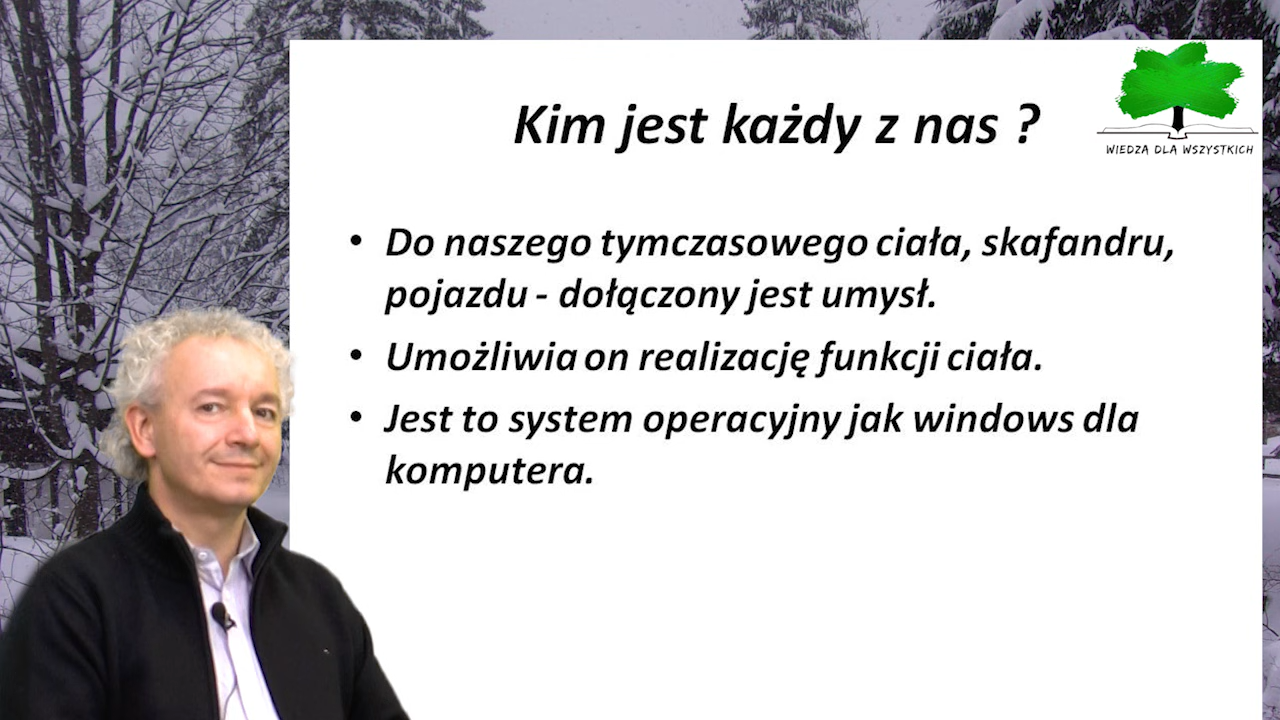 Kim jest każdy z nas ?
WIEDZA DLA WSZYSTKICH
• Do naszego tymczasowego ciała, skafandru,
pojazdu - dołączony jest umysł.
• Umożliwia on realizację funkcji ciała.
• Jest to system operacyjny jak windows dla
komputera.